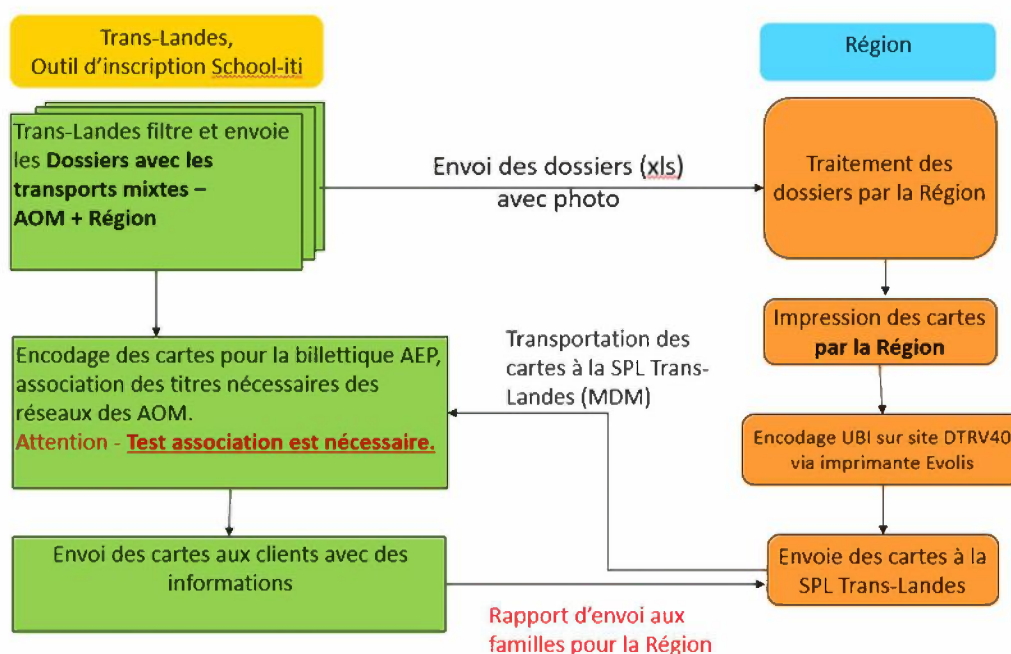 Trans-Landes,
Outil d'inscription School-iti
Région
Trans-Landes filtre et envoie
les Dossiers avec les
transports mixtes –
AOM + Région
Envoi des dossiers (xls)
avec photo
Traitement des
dossiers par la Région
Impression des cartes
par la Région
Transportation des
cartes à la SPL Trans-
Landes (MDM)
Encodage des cartes pour la billettique AEP,
association des titres nécessaires des
réseaux des AOM.
Attention - Test association est nécessaire.
Encodage UBI sur site DTRV40
via imprimante Evolis
Envoi des cartes aux clients avec des
informations
Envoie des cartes à la
SPL Trans-Landes
Rapport d'envoi aux
familles pour la Région